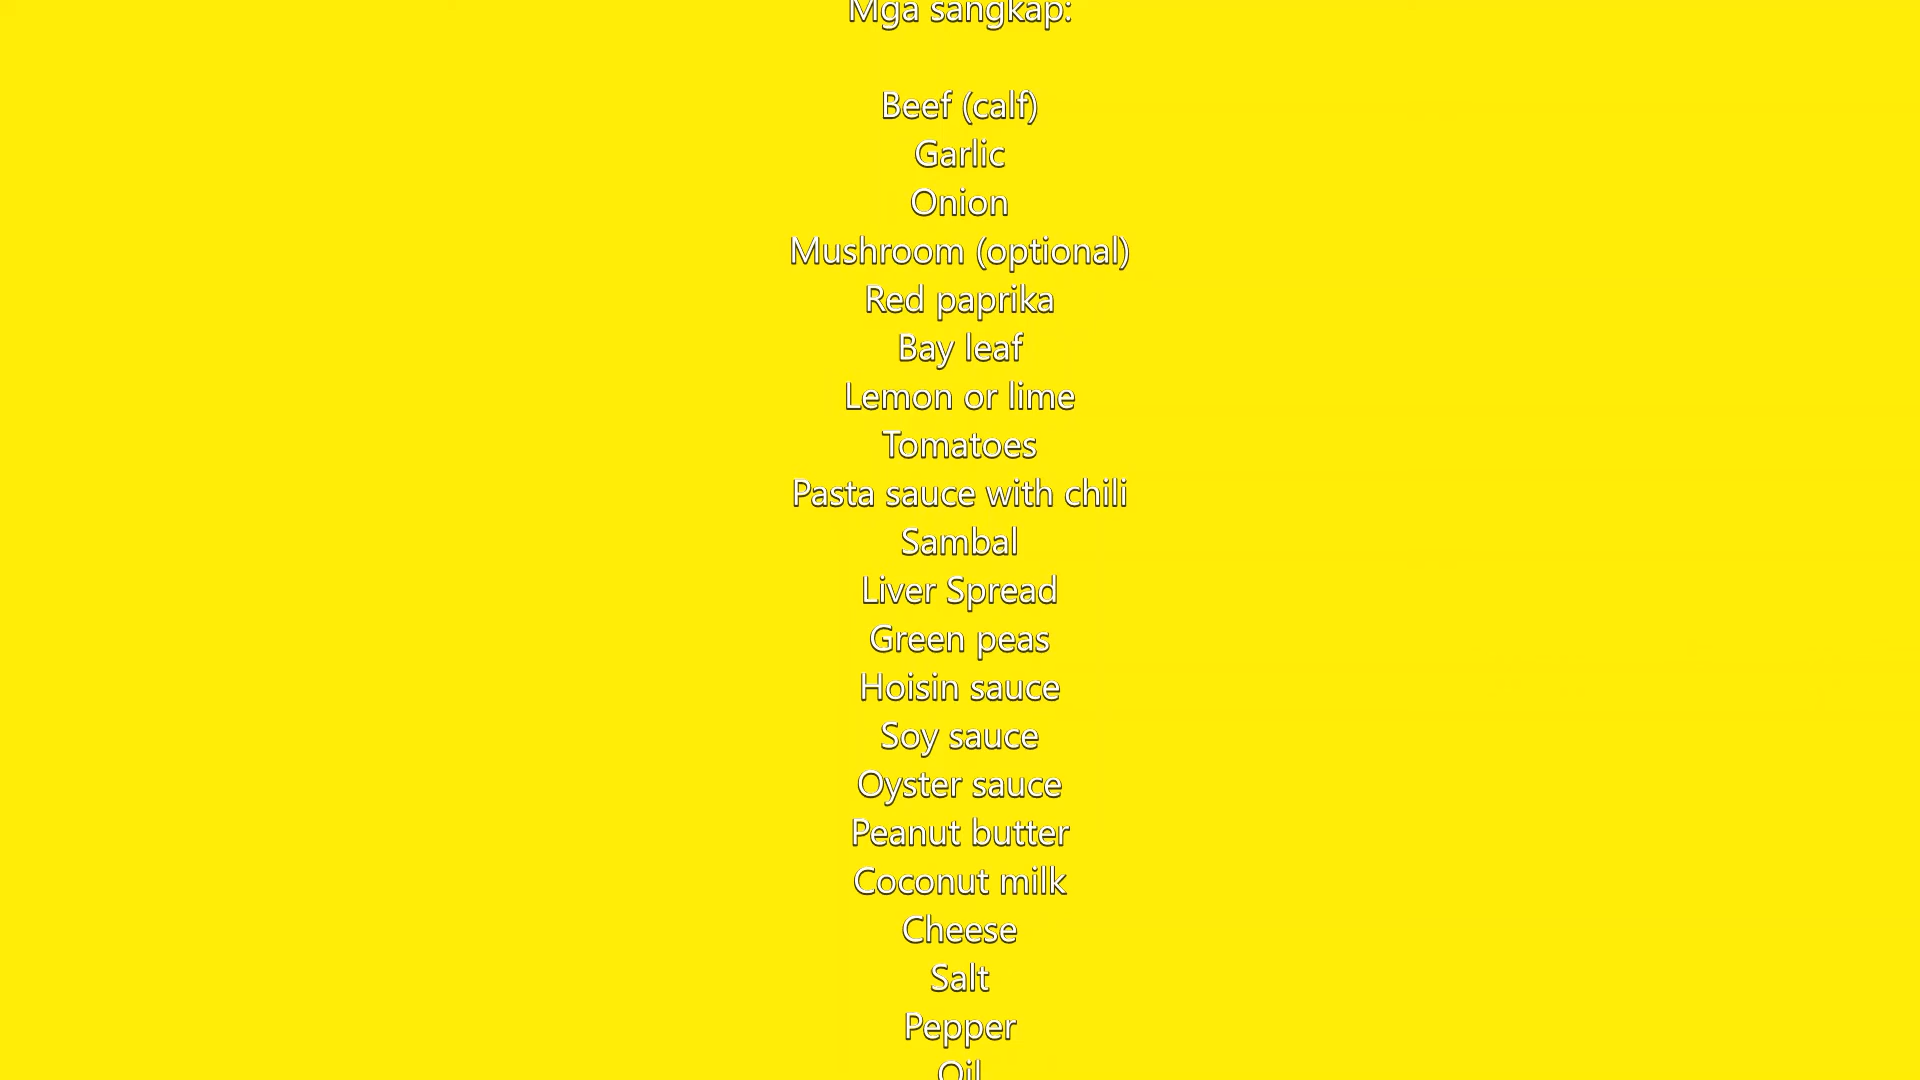 Mga sangkap:
Beef (calf)
Garlic
Onion
Mushroom (optional)
Red paprika
Bay leaf
Lemon or lime
Tomatoes
Pasta sauce with chili
Sambal
Liver Spread
Green peas
Hoisin sauce
Soy sauce
Oyster sauce
Peanut butter
Coconut milk
Cheese
Salt
Pepper
Oil